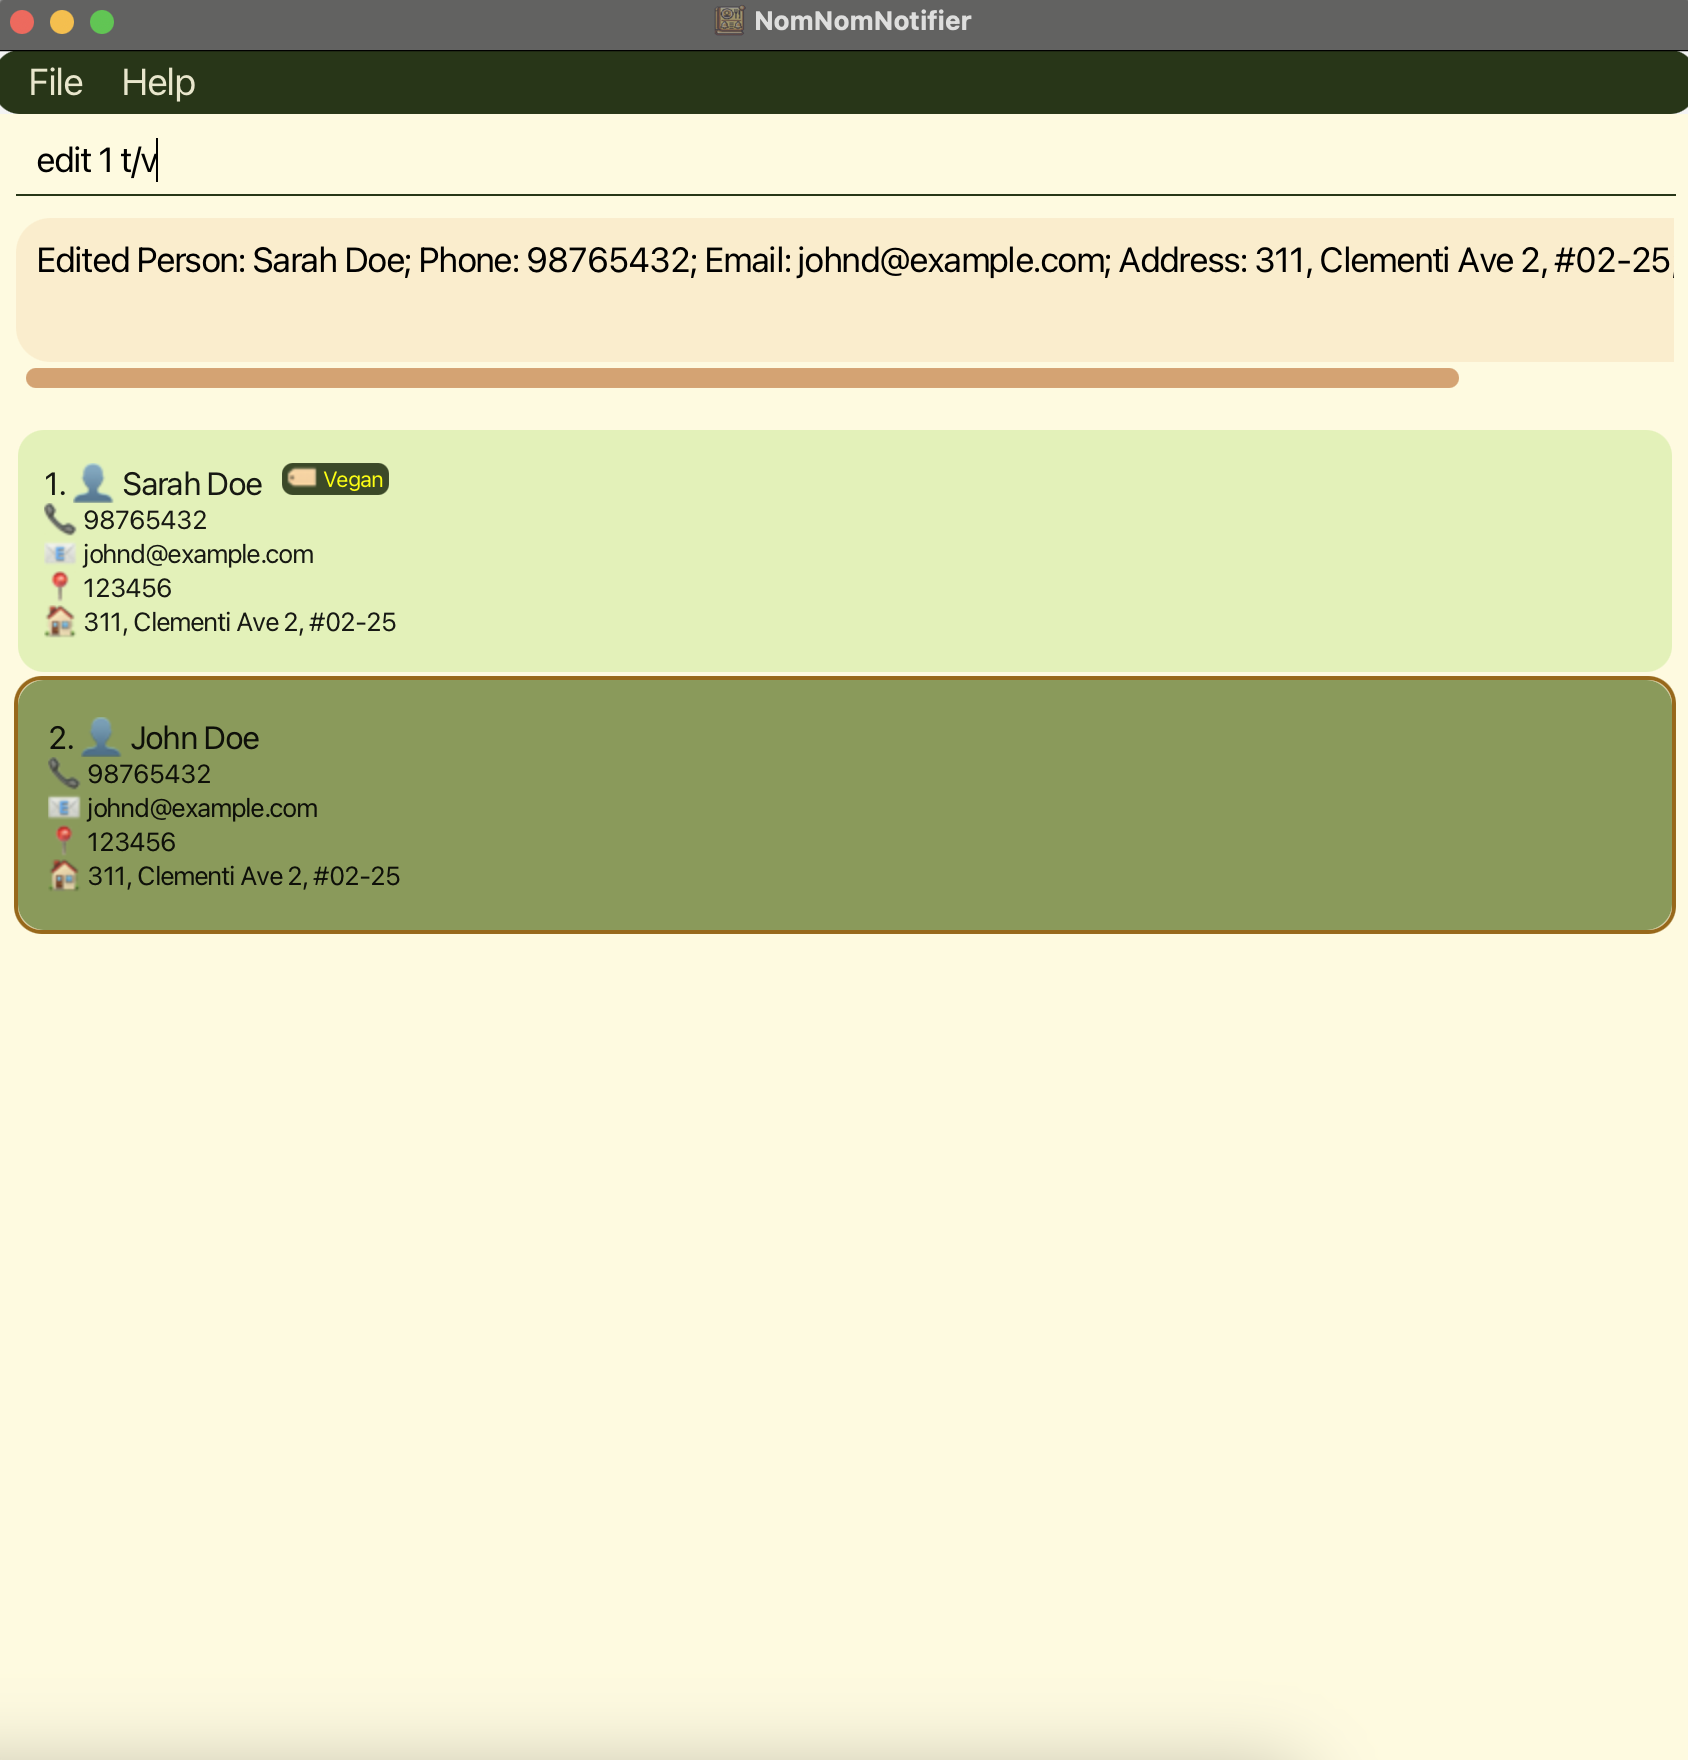 NomNomNotifier
File Help
edit 1 t/v
Edited Person: Sarah Doe; Phone: 98765432; Email: johnd@example.com; Address: 311, Clementi Ave 2, #02-25,
1. Sarah Doe Vegan
98765432
johnd@example.com
123456
311, Clementi Ave 2, #02-25
2. John Doe
98765432
johnd@example.com
123456
311, Clementi Ave 2, #02-25